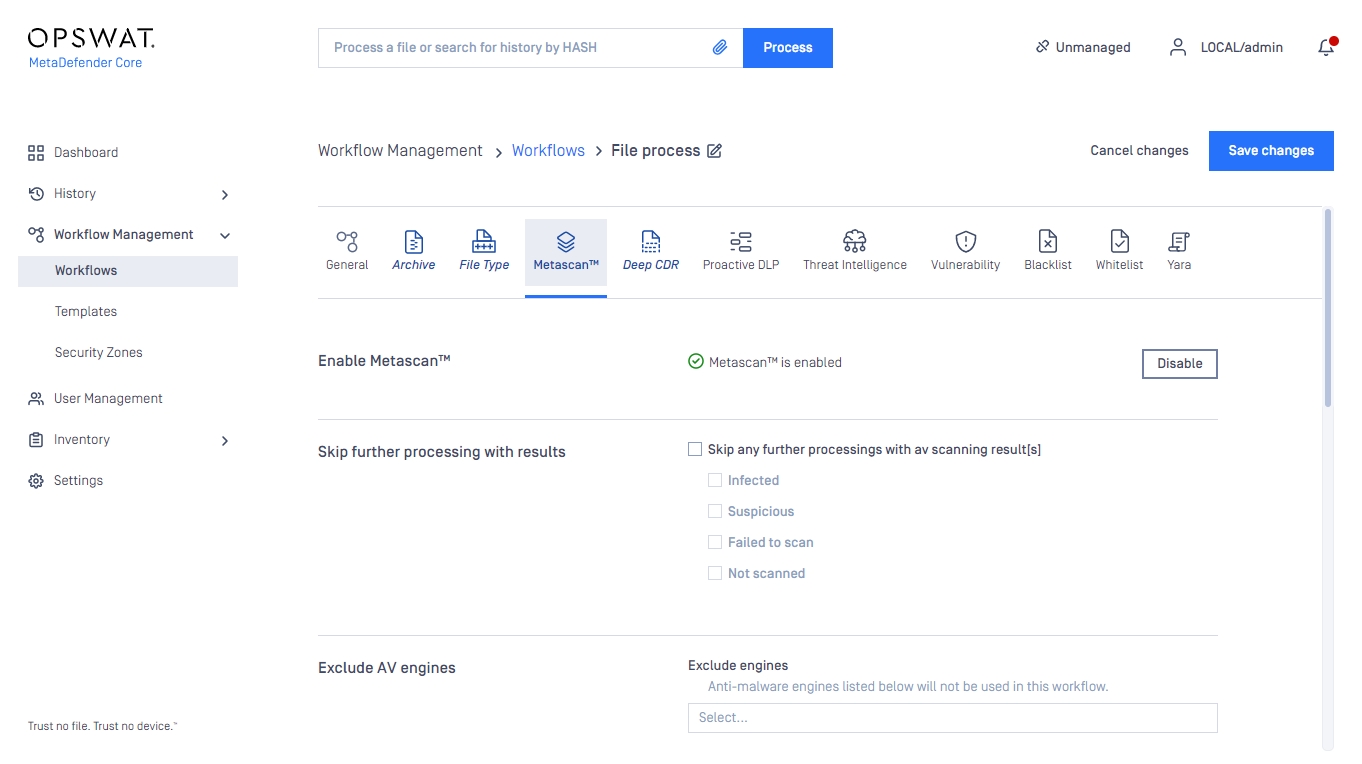 OPSWAT.
MetaDefender Core
Process a file or search for history by HASH
Process
Unmanaged
LOCAL/admin
Dashboard
History
Workflow Management
Workflows
Templates
Security Zones
User Management
Inventory
Settings
Trust no file. Trust no device.™
Workflow Management > Workflows > File process
Cancel changes
Save changes
General
Archive
File Type
Metascan™
Deep CDR
Proactive DLP
Threat Intelligence
Vulnerability
Blacklist
Whitelist
Yara
Enable Metascan™
Metascan™ is enabled
Disable
Skip further processing with results
Skip any further processings with av scanning result[s]
Infected
Suspicious
Failed to scan
Not scanned
Exclude AV engines
Exclude engines
Anti-malware engines listed below will not be used in this workflow.
Select...